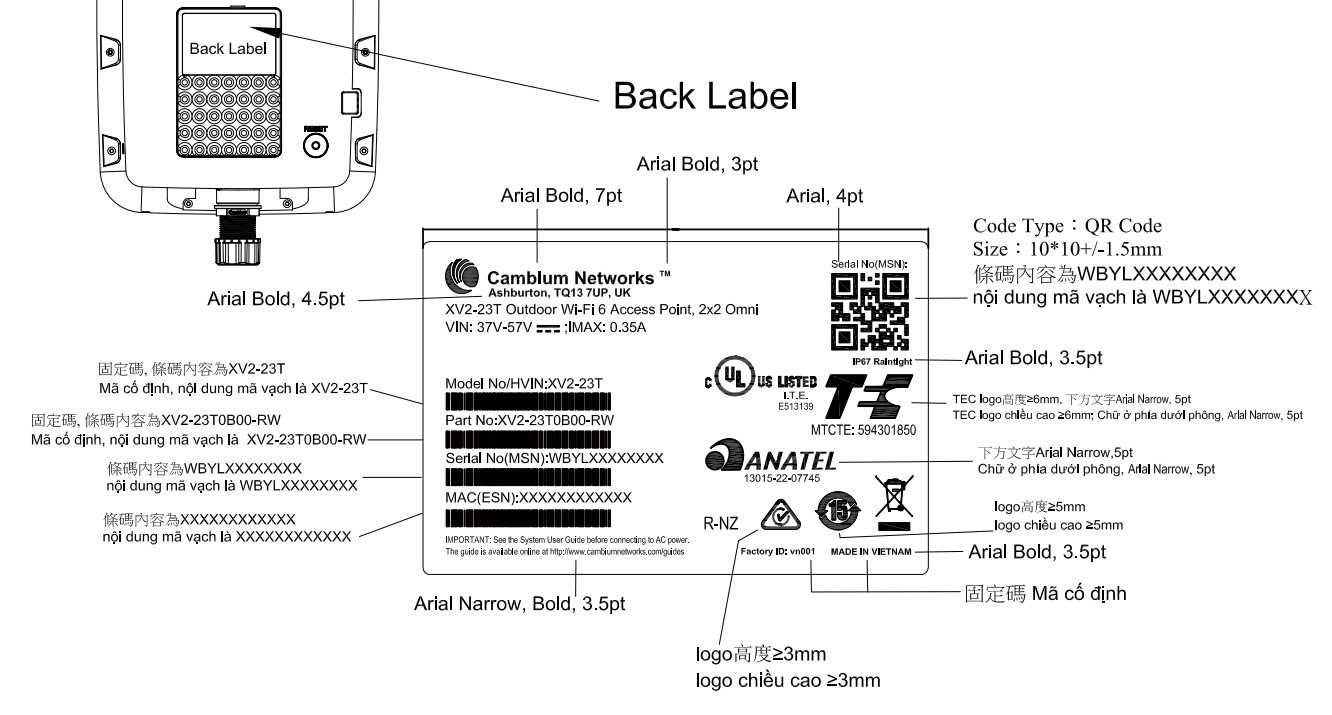 Back Label
RESET
Back Label
Arial Bold, 3pt
Arial Bold, 7pt
Arial, 4pt
Arial Bold, 4.5pt
Cambium Networks ™
Ashburton, TQ13 7UP, UK
XV2-23T Outdoor Wi-Fi 6 Access Point, 2x2 Omni
VIN: 37V-57V ;IMAX: 0.35A
Serial No(MSN):
IP67 Raintight
Code Type：QR Code
Size：10*10+/-1.5mm
條碼內容為WBYLXXXXXXXX
nội dung mã vạch là WBYLXXXXXXXX
Arial Bold, 3.5pt
固定碼, 條碼內容為XV2-23T
Mã cố định, nội dung mã vạch là XV2-23T
固定碼, 條碼內容為XV2-23T0B00-RW
Mã cố định, nội dung mã vạch là XV2-23T0B00-RW
條碼內容為WBYLXXXXXXXX
nội dung mã vạch là WBYLXXXXXXXX
條碼內容為XXXXXXXXXXXX
nội dung mã vạch là XXXXXXXXXXXX
Model No/HVIN:XV2-23T
Part No:XV2-23T0B00-RW
Serial No(MSN):WBYLXXXXXXXX
MAC(ESN):XXXXXXXXXXXX
IMPORTANT: See the System User Guide before connecting to AC power.
The guide is available online at http://www.cambiumnetworks.com/guides
C UL US LISTED
I.T.E.
E513139
MTCTE: 594301850
ANATEL
13015-22-07745
R-NZ
15
Factory ID: vn001
MADE IN VIETNAM
TEC logo高度≥6mm, 下方文字Arial Narrow, 5pt
TEC logo chiều cao ≥6mm; Chữ ở phía dưới phông, Arial Narrow, 5pt
下方文字Arial Narrow,5pt
Chữ ở phía dưới phông, Arial Narrow, 5pt
logo高度≥5mm
logo chiều cao ≥5mm
Arial Bold, 3.5pt
固定碼 Mã cố định
Arial Narrow, Bold, 3.5pt
logo高度≥3mm
logo chiều cao ≥3mm